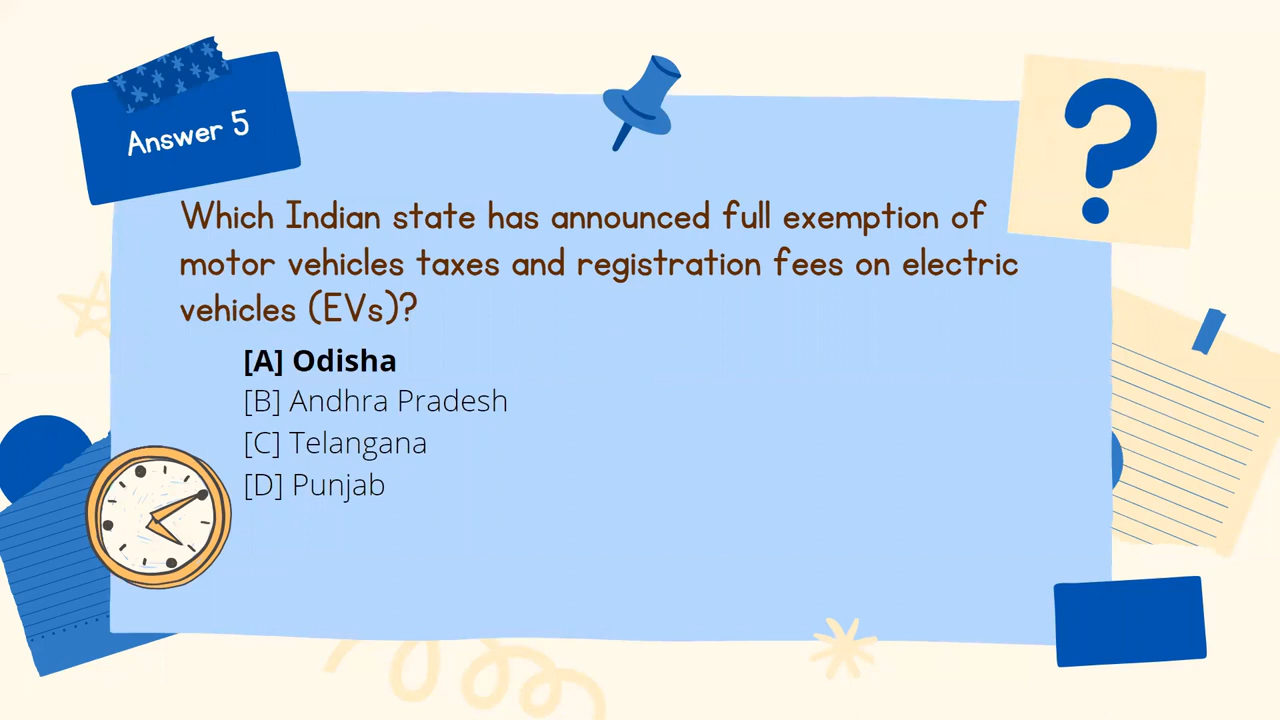 Answer 5
Which Indian state has announced full exemption of
motor vehicles taxes and registration fees on electric
vehicles (EVs)?
[A] Odisha
[B] Andhra Pradesh
[C] Telangana
[D] Punjab